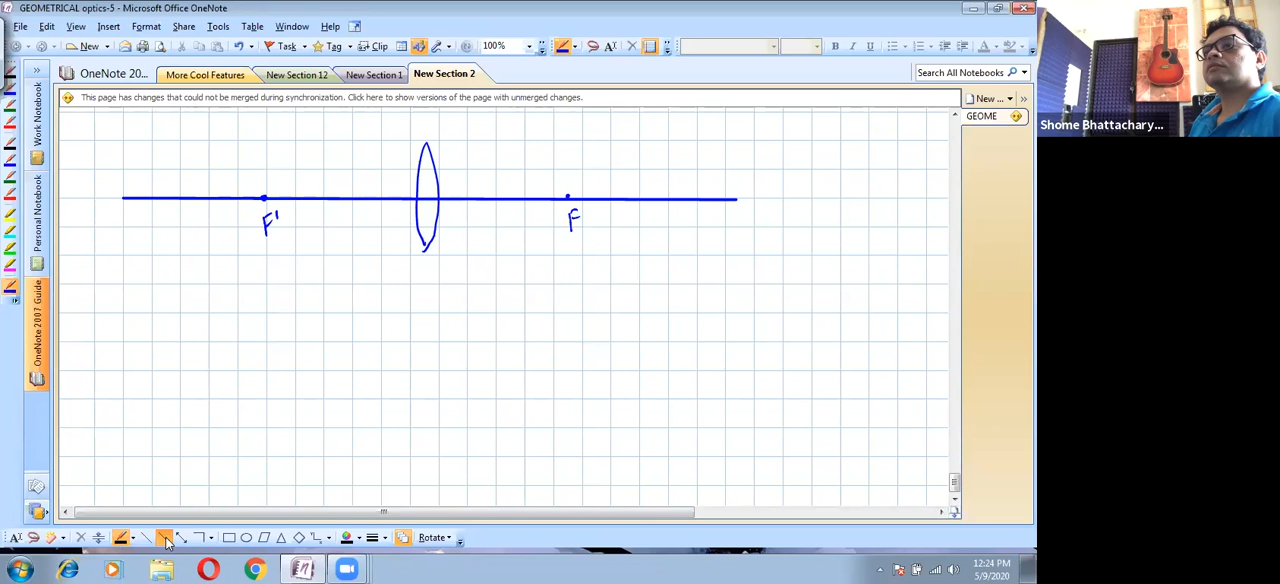 GEOMETRICAL optics-5 - Microsoft Office OneNote
File Edit View Insert Format Share Tools Table Window Help
New Task Tag Clip 100% B I U
OneNote 20... More Cool Features New Section 12 New Section 1 New Section 2 Search All Notebooks
This page has changes that could not be merged during synchronization. Click here to show versions of the page with unmerged changes.
New ...
GEOME
Work Notebook
Personal Notebook
OneNote 2007 Guide
F' F
Rotate
Shome Bhattachary...
12:24 PM
5/9/2020